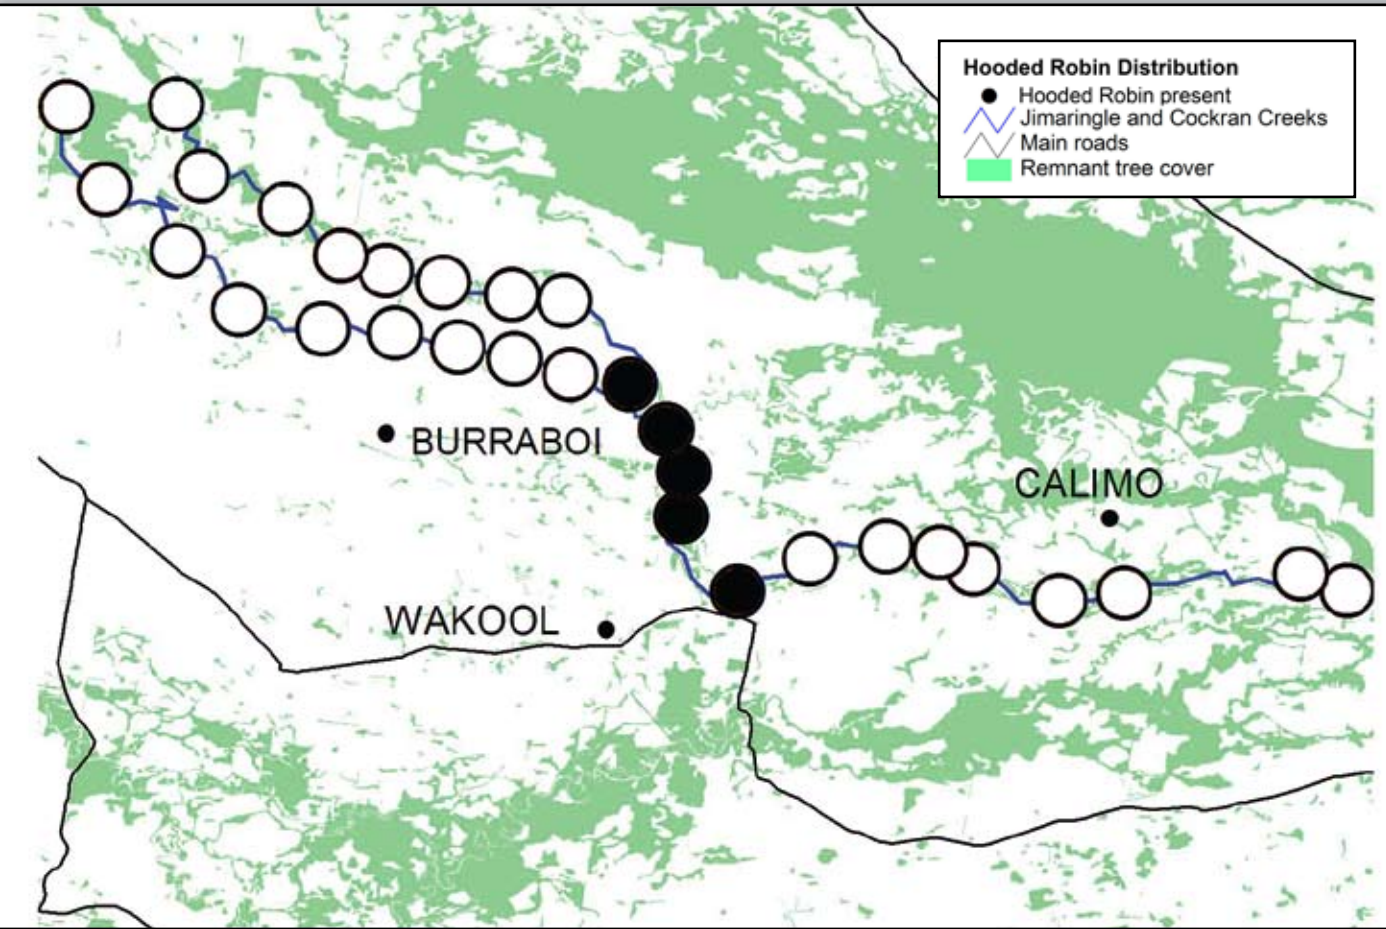 Hooded Robin Distribution
Hooded Robin present
Jimaringle and Cockran Creeks
Main roads
Remnant tree cover
BURRABOI
CALIMO
WAKOOL